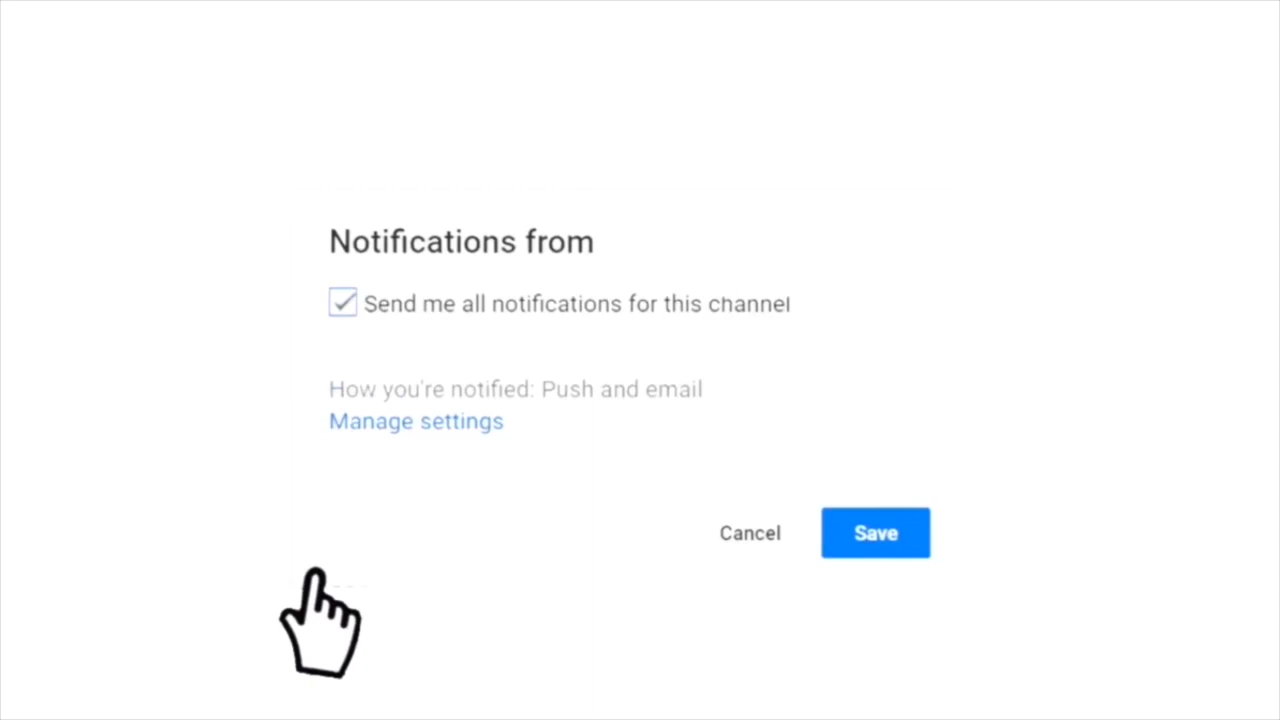 Notifications from
Send me all notifications for this channel
How you're notified: Push and email
Manage settings
Cancel
Save